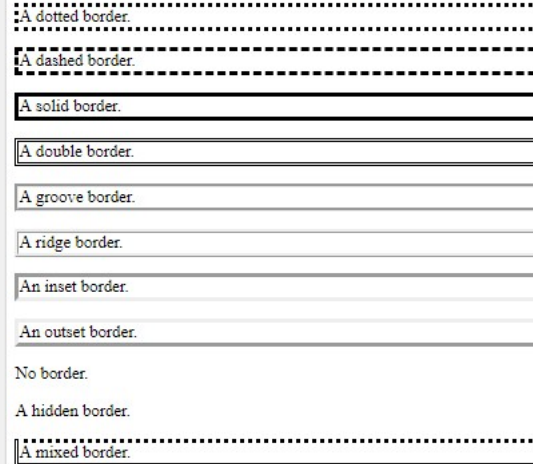 A dotted border.
A dashed border.
A solid border.
A double border.
A groove border.
A ridge border.
An inset border.
An outset border.
No border.
A hidden border.
A mixed border.